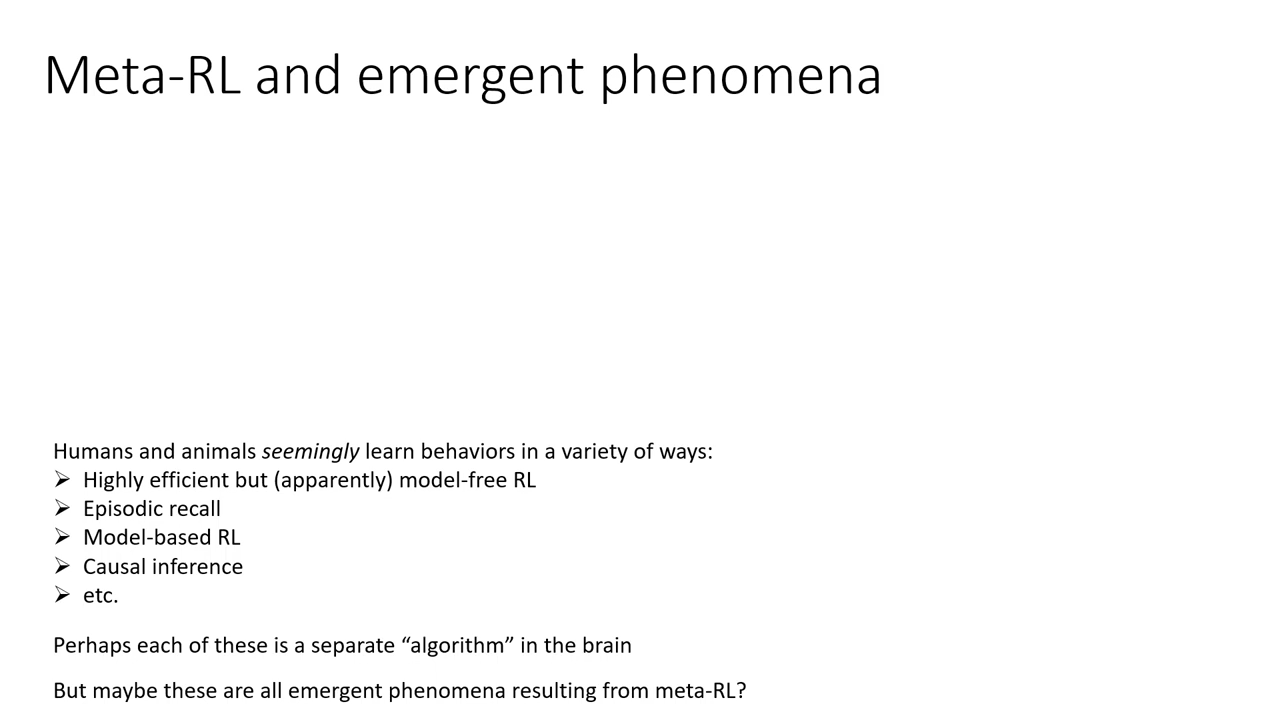 Meta-RL and emergent phenomena
Humans and animals seemingly learn behaviors in a variety of ways:
➢ Highly efficient but (apparently) model-free RL
➢ Episodic recall
➢ Model-based RL
➢ Causal inference
➢ etc.
Perhaps each of these is a separate “algorithm” in the brain
But maybe these are all emergent phenomena resulting from meta-RL?